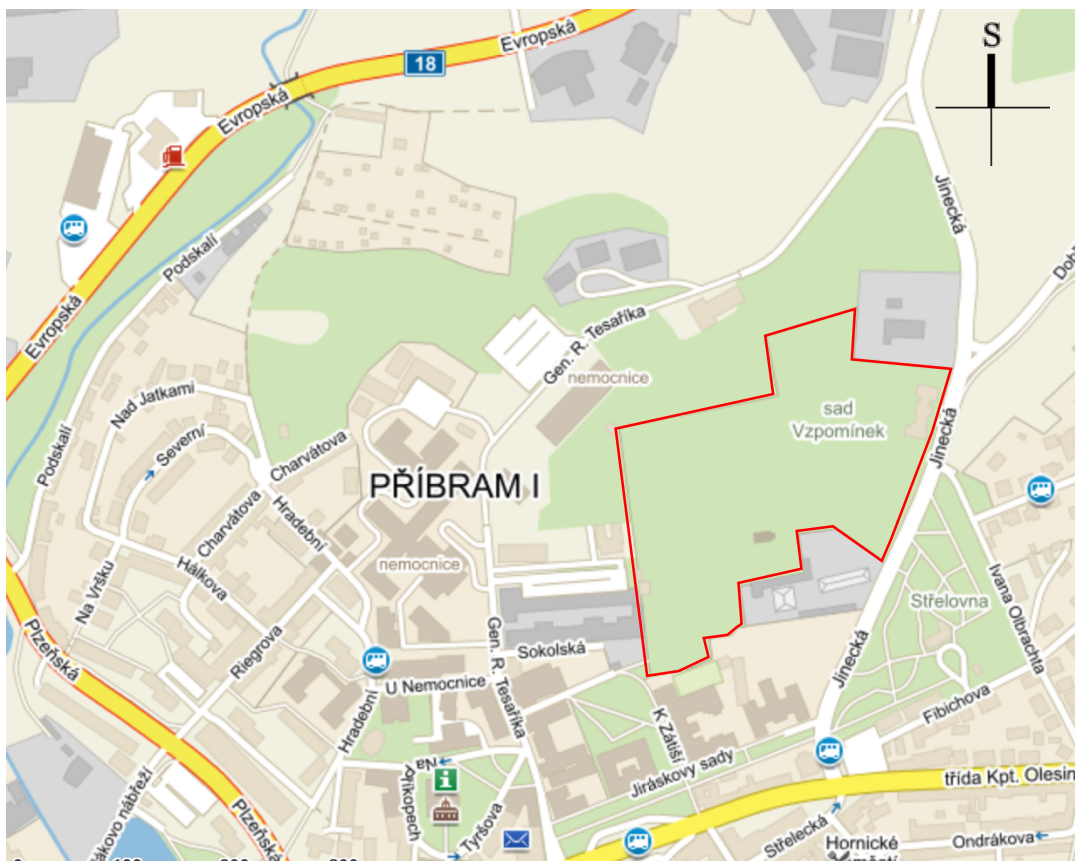 Evropská
18
Evropská
S
Evropská
Jinecká
Podskalí
Dobř
Evropská
Gen. R. Tesaříka
nemocnice
Nad Jatkami
sad
Vzpomínek
Severní
Charvátova
Jinecká
Podskalí
PŘÍBRAM I
Charvátova
Hradební
nemocnice
Na Vršku
Hálkova
Střelovna
Ivana Olbrachta
Plzeňská
Riegrova
Gen. R. Tesaříka
Sokolská
Jinecká
U Nemocnice
Hradební
Fibichova
K Zátiší
Na
Příkopech
i
Jiráskovy sady
třída Kpt. Olesin
Plzeňská
Tyršova
Střelecká
Hornické
Ondrákova